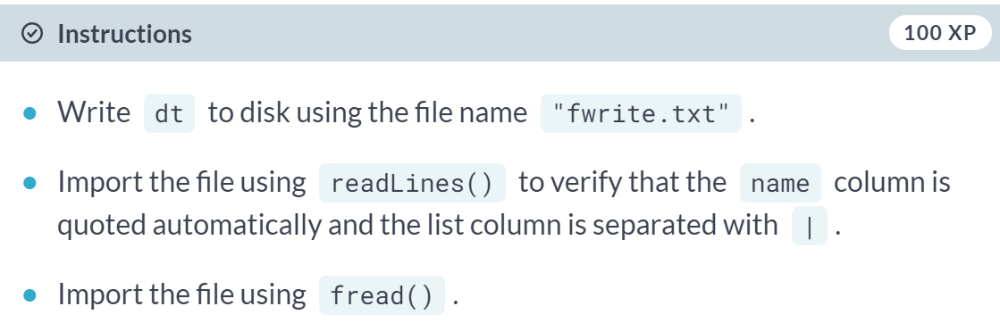 Instructions
100 XP
Write dt to disk using the file name "fwrite.txt" .
Import the file using readLines() to verify that the name column is
quoted automatically and the list column is separated with | .
Import the file using fread() .